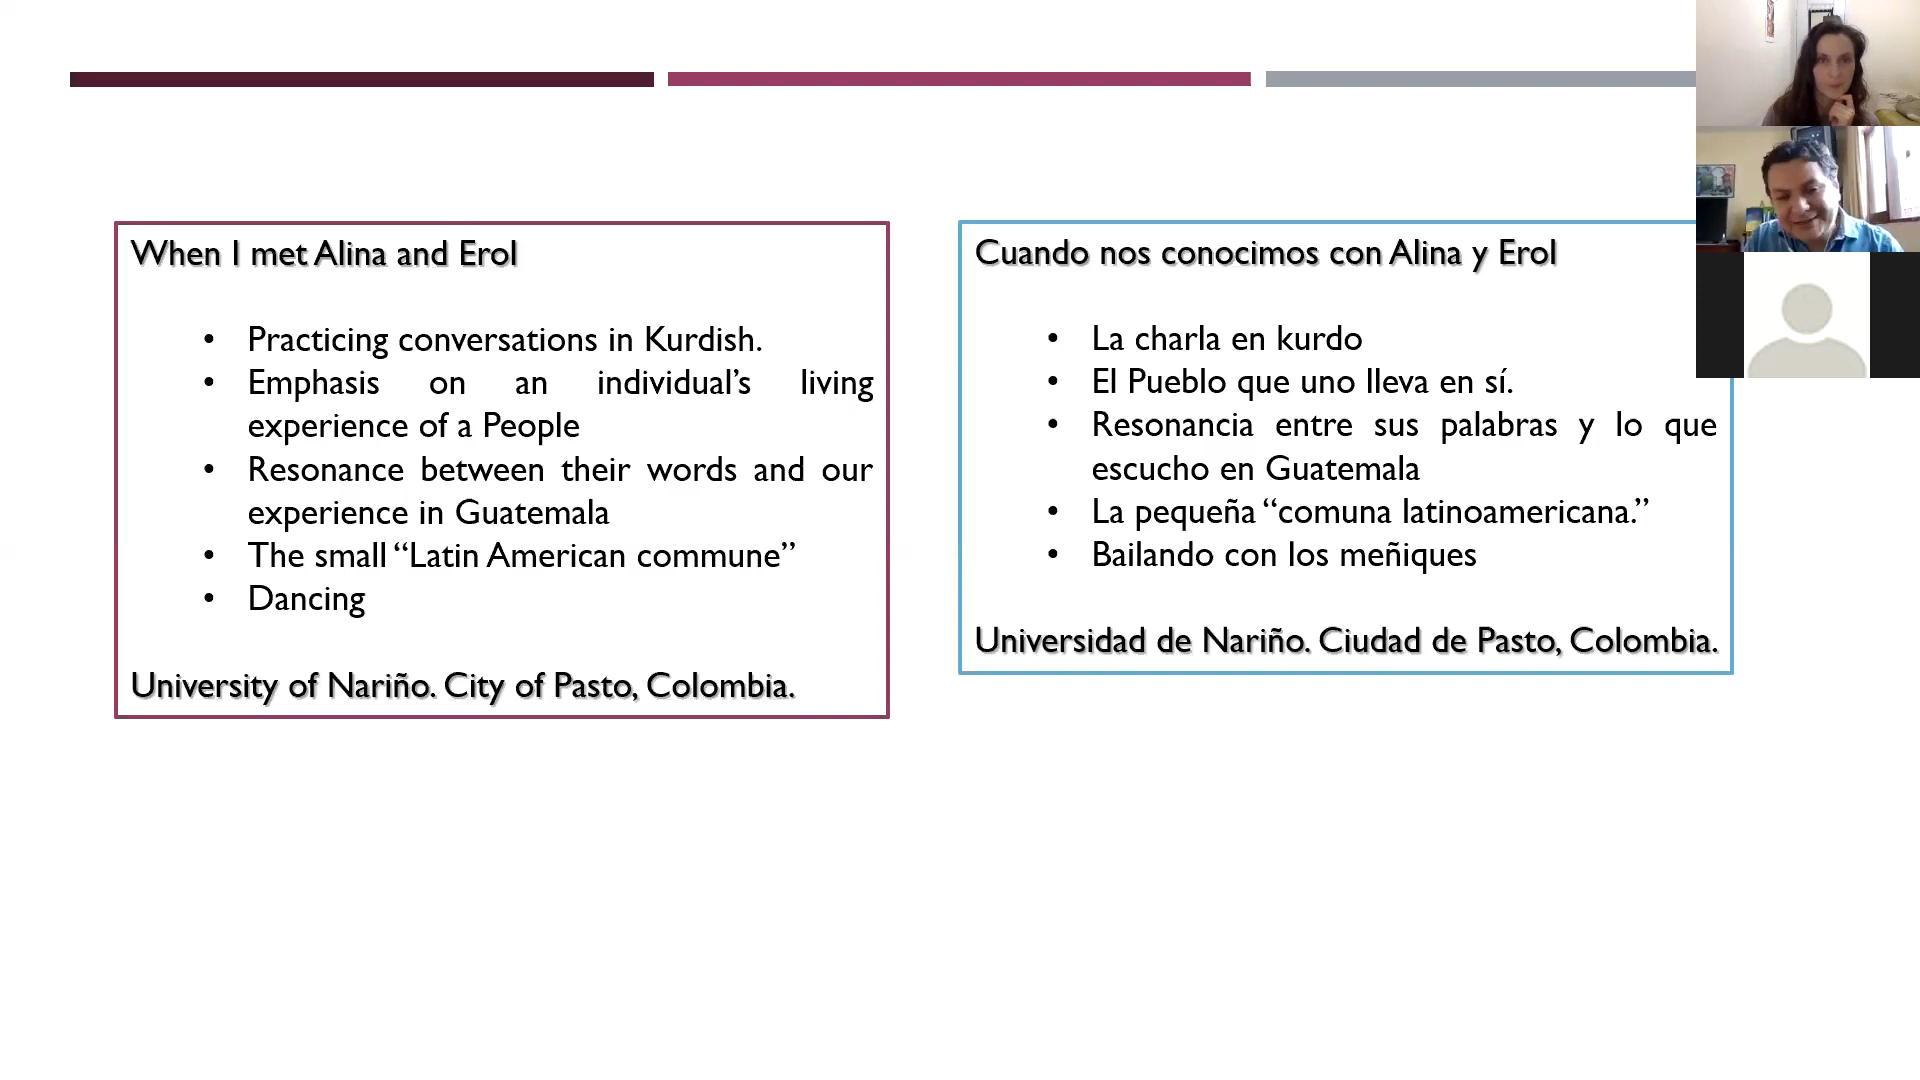 When I met Alina and Erol
• Practicing conversations in Kurdish.
• Emphasis on an individual’s living
experience of a People
• Resonance between their words and our
experience in Guatemala
• The small “Latin American commune”
• Dancing
University of Nariño. City of Pasto, Colombia.
Cuando nos conocimos con Alina y Erol
• La charla en kurdo
• El Pueblo que uno lleva en sí.
• Resonancia entre sus palabras y lo que
escucho en Guatemala
• La pequeña “comuna latinoamericana.”
• Bailando con los meñiques
Universidad de Nariño. Ciudad de Pasto, Colombia.